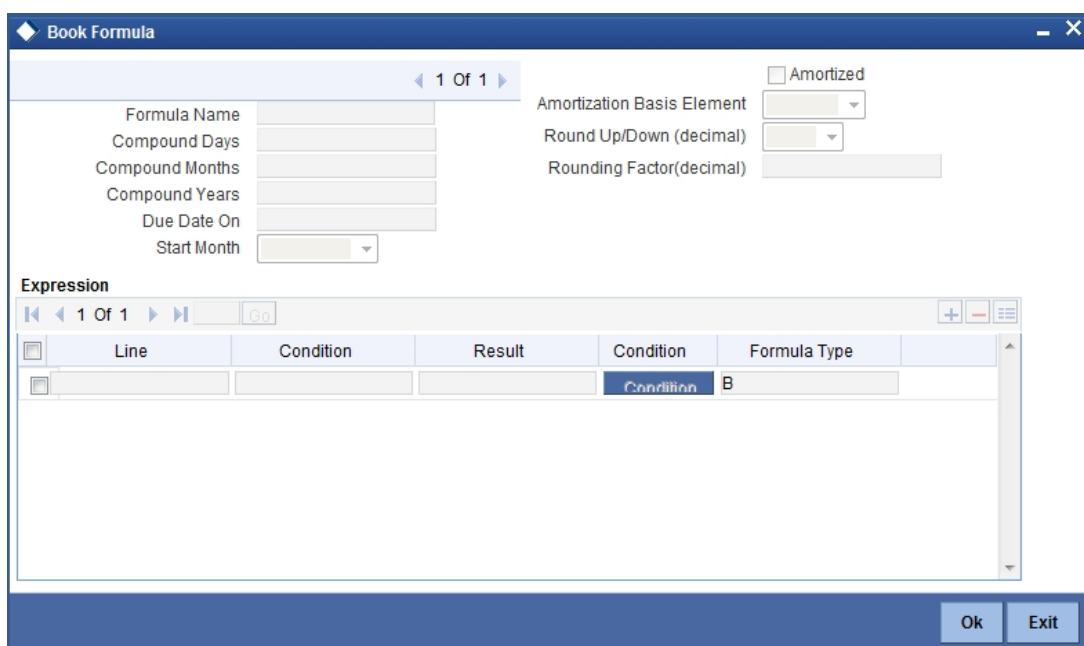 Book Formula
1 Of 1
Formula Name
Compound Days
Compound Months
Compound Years
Due Date On
Start Month
Amortized
Amortization Basis Element
Round Up/Down (decimal)
Rounding Factor(decimal)
Expression
1 Of 1 Go
Line Condition Result Condition Formula Type
Condition B
Ok Exit